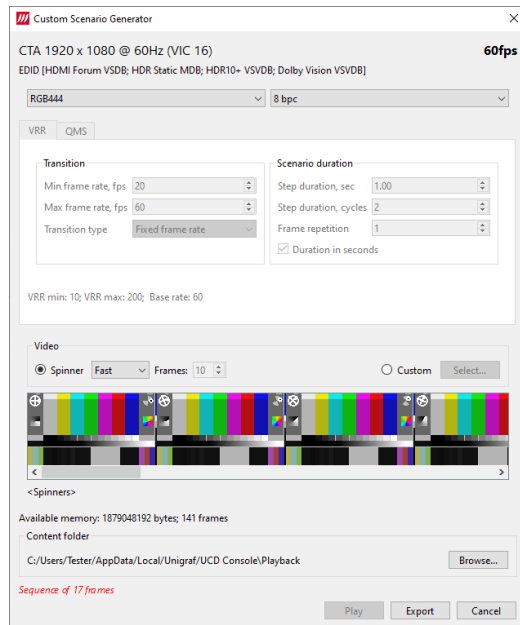 Custom Scenario Generator
CTA 1920 x 1080 @ 60Hz (VIC 16) 60fps
EDID [HDMI Forum VSDB; HDR Static MDB; HDR10+ VSVDB; Dolby Vision VSVDB]
RGB444 8 bpc
VRR QMS
Transition Scenario duration
Min frame rate, fps 20 Step duration, sec 1.00
Max frame rate, fps 60 Step duration, cycles 2
Transition type Fixed frame rate Frame repetition 1
Duration in seconds
VRR min: 10; VRR max: 200; Base rate: 60
Video
Spinner Fast Frames: 10 Custom Select...
<Spinners>
Available memory: 1879048192 bytes; 141 frames
Content folder
C:/Users/Tester/AppData/Local/Unigraf/UCD Console\Playback Browse...
Sequence of 17 frames
Play Export Cancel